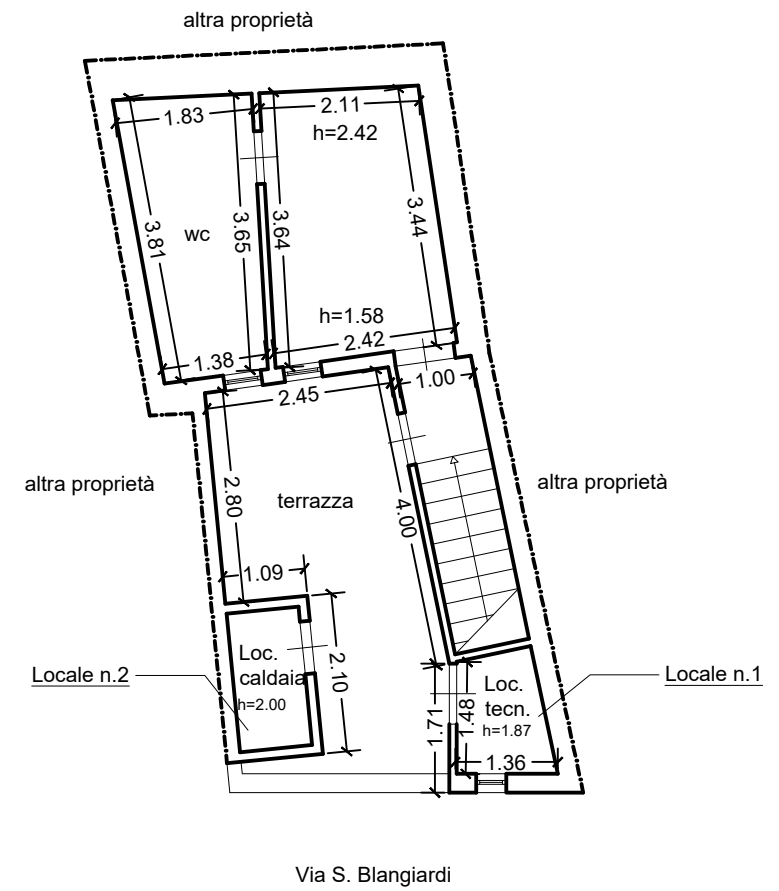 altra proprietà
1.83
2.11
h=2.42
3.81
wc
3.65
3.64
3.44
h=1.58
2.42
1.38
2.45
1.00
altra proprietà
2.80
terrazza
4.00
altra proprietà
1.09
Locale n.2
Loc.
caldaia
h=2.00
2.10
Locale n.1
Loc.
tecn.
h=1.87
1.71
1.48
1.36
Via S. Blangiardi